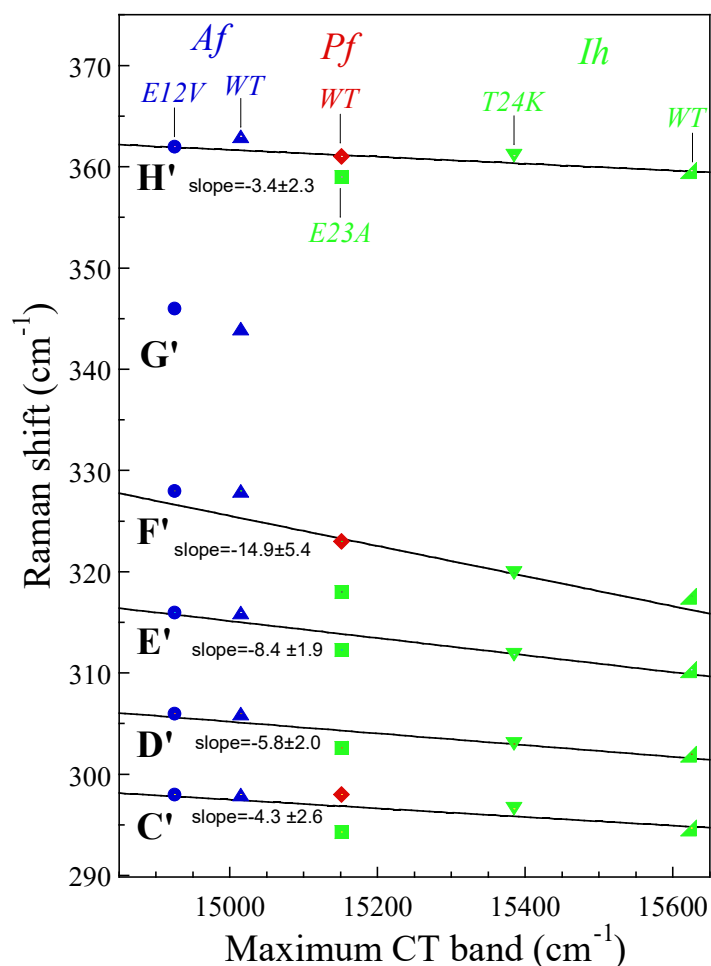 Af Pf Ih
E12V WT WT T24K WT
370
360
H' slope=-3.4±2.3
E23A
350
G'
340
330
F' slope=-14.9±5.4
320
E' slope=-8.4 ±1.9
310
D' slope=-5.8±2.0
300
C' slope=-4.3 ±2.6
290
15000 15200 15400 15600
Maximum CT band (cm-1)
Raman shift (cm-1)